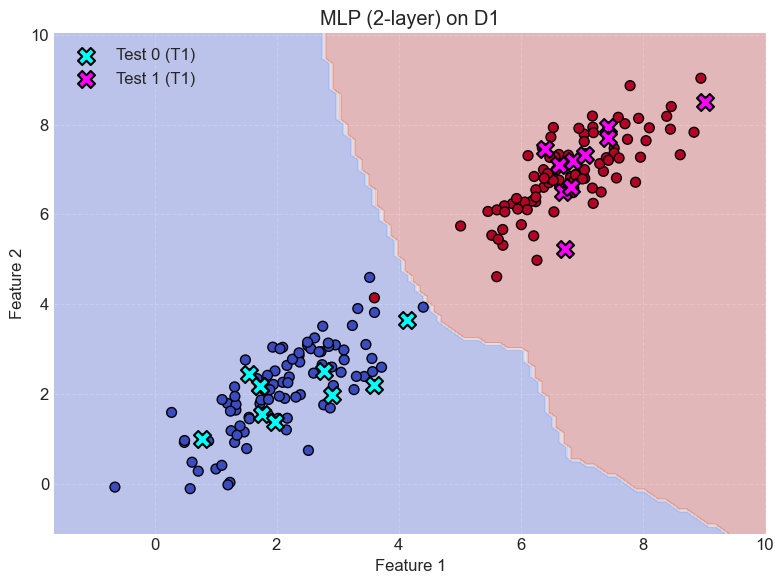 MLP (2-layer) on D1
Test 0 (T1)
Test 1 (T1)
10
8
6
4
2
0
Feature 2
0 2 4 6 8 10
Feature 1